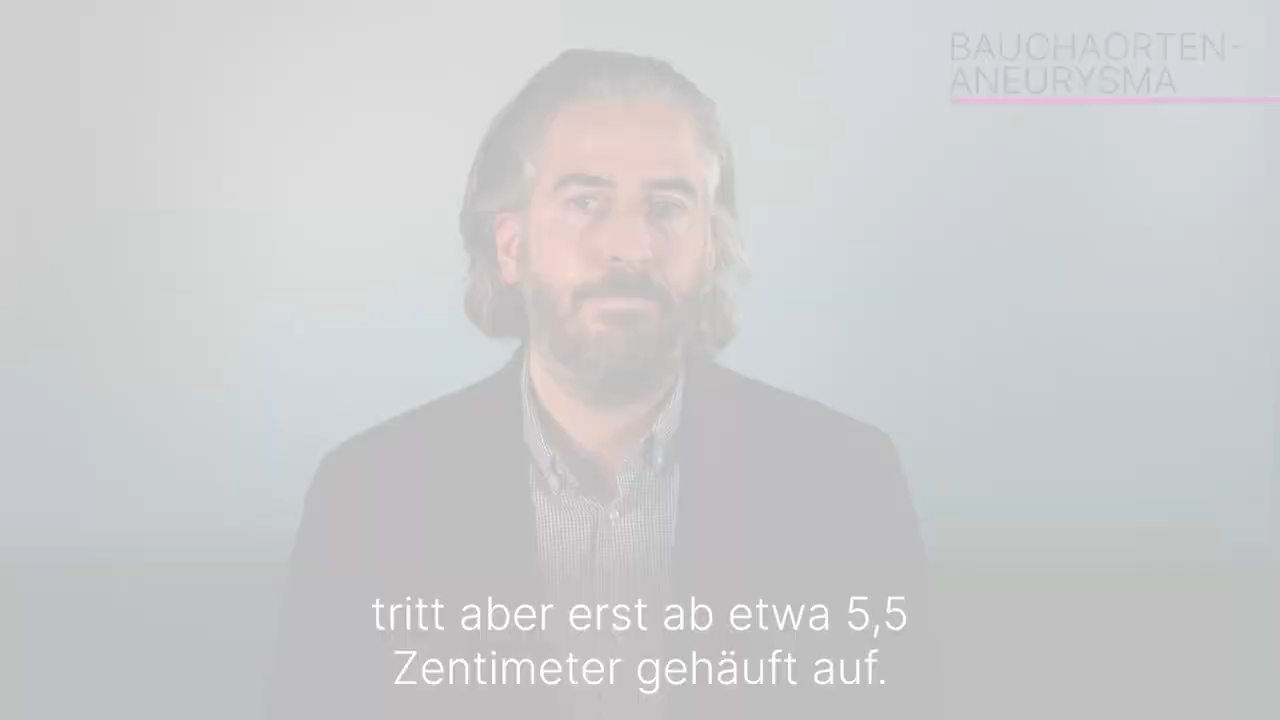 BAUCHAORTEN-
ANEURYSMA
tritt aber erst ab etwa 5,5
Zentimeter gehäuft auf.